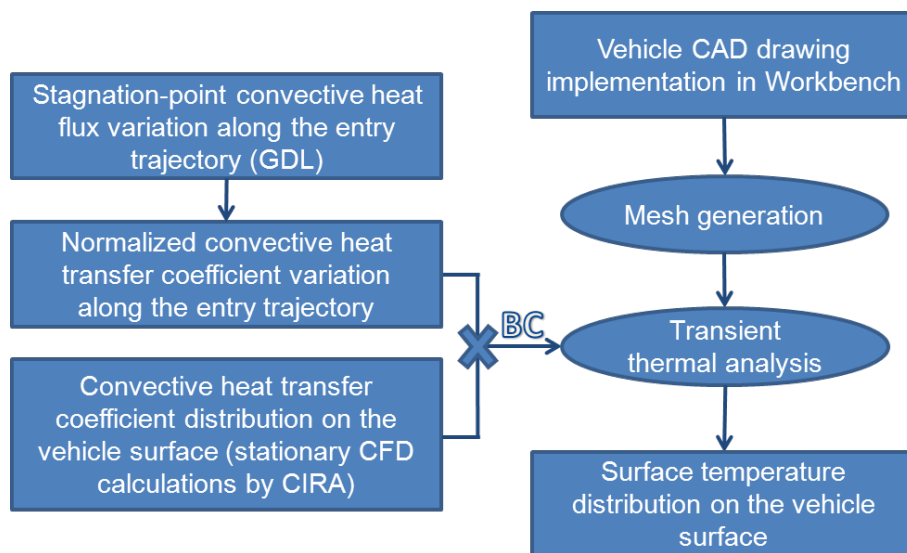 Stagnation-point convective heat
flux variation along the entry
trajectory (GDL)
Normalized convective heat
transfer coefficient variation
along the entry trajectory
Convective heat transfer
coefficient distribution on the
vehicle surface (stationary CFD
calculations by CIRA)
BC
Vehicle CAD drawing
implementation in Workbench
Mesh generation
Transient
thermal analysis
Surface temperature
distribution on the vehicle
surface